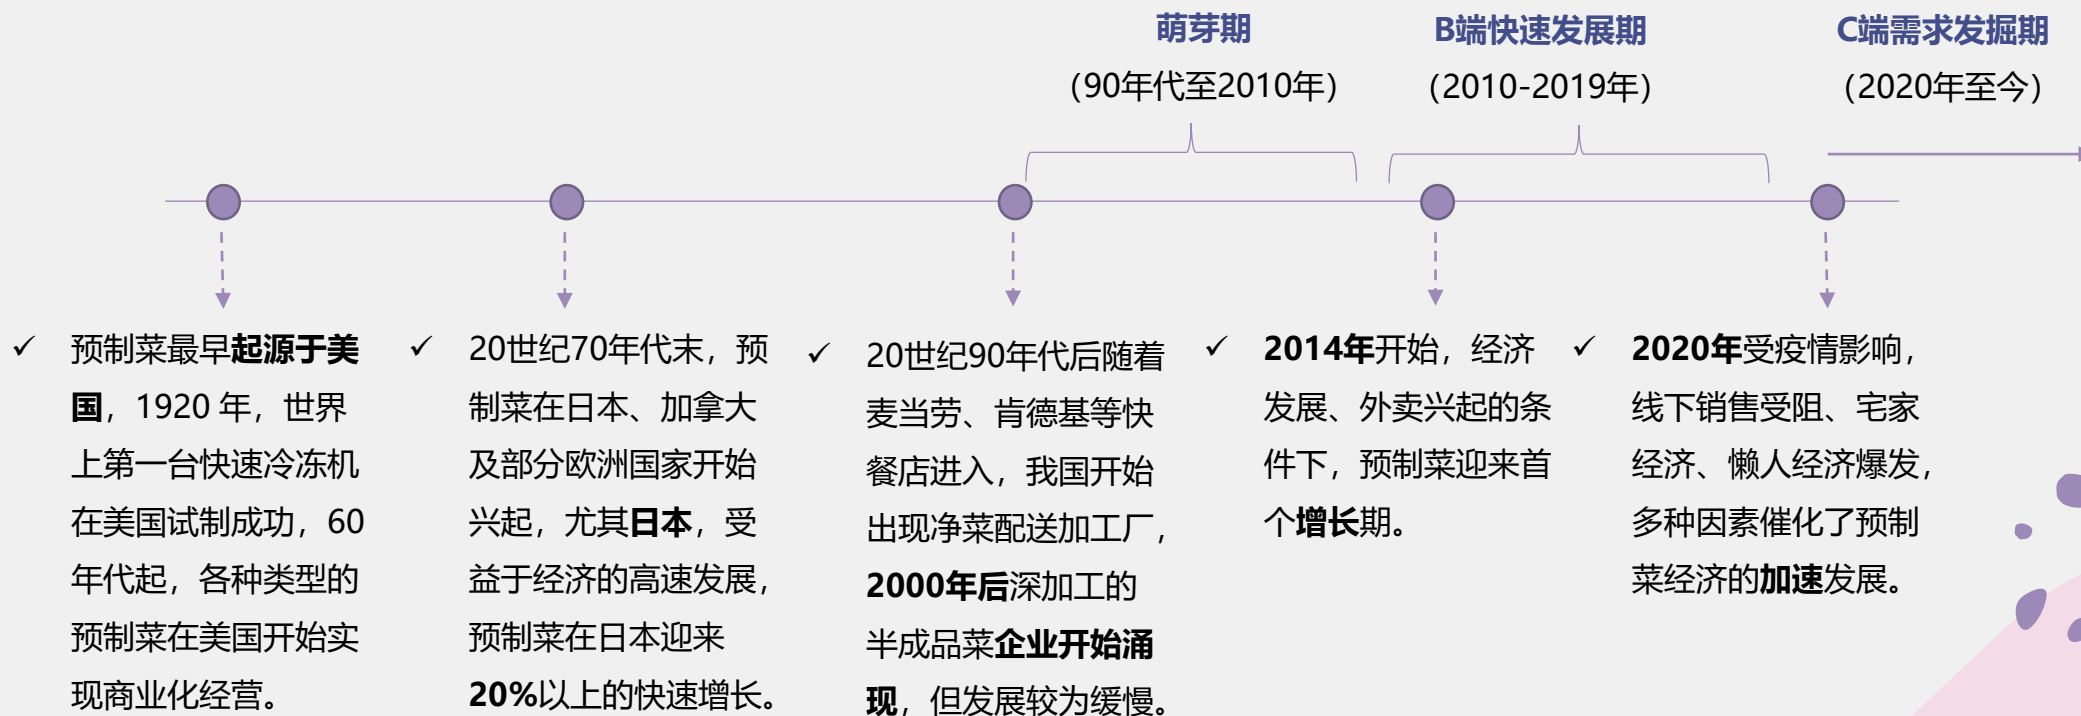 萌芽期
(90年代至2010年)
B端快速发展期
(2010-2019年)
C端需求发掘期
(2020年至今)
✓ 预制菜最早起源于美
国，1920 年，世界
上第一台快速冷冻机
在美国试制成功，60
年代起，各种类型的
预制菜在美国开始实
现商业化经营。
✓ 20世纪70年代末，预
制菜在日本、加拿大
及部分欧洲国家开始
兴起，尤其日本，受
益于经济的高速发展，
预制菜在日本迎来
20%以上的快速增长。
✓ 20世纪90年代后随着
麦当劳、肯德基等快
餐店进入，我国开始
出现净菜配送加工厂，
2000年后深加工的
半成品菜企业开始涌
现，但发展较为缓慢。
✓ 2014年开始，经济
发展、外卖兴起的条
件下，预制菜迎来首
个增长期。
✓ 2020年受疫情影响，
线下销售受阻、宅家
经济、懒人经济爆发，
多种因素催化了预制
菜经济的加速发展。